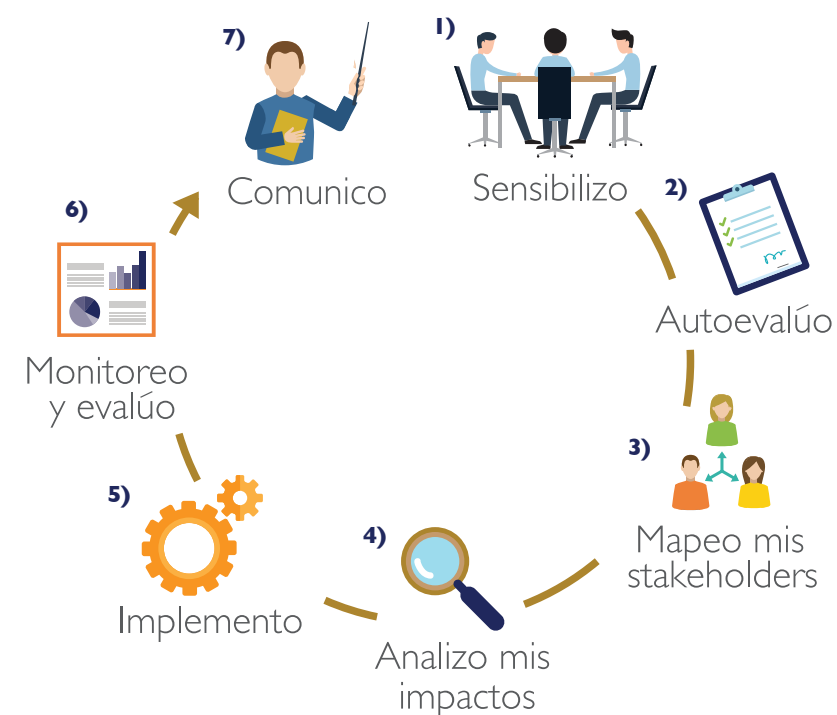 1)
Sensibilizo
2)
Autoevalúo
3)
Mapeo mis
stakeholders
4)
Analizo mis
impactos
5)
Implemento
6)
Monitoreo
y evalúo
7)
Comunico